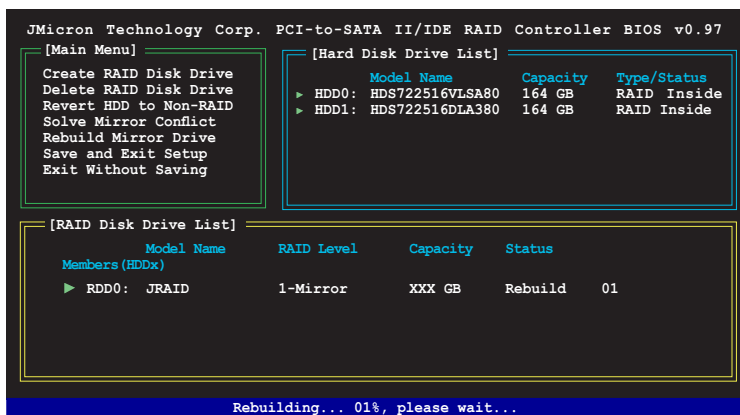 JMicron Technology Corp. PCI-to-SATA II/IDE RAID Controller BIOS v0.97
[Main Menu]
Create RAID Disk Drive
Delete RAID Disk Drive
Revert HDD to Non-RAID
Solve Mirror Conflict
Rebuild Mirror Drive
Save and Exit Setup
Exit Without Saving
[Hard Disk Drive List]
Model Name Capacity Type/Status
HDD0: HDS722516VLSA80 164 GB RAID Inside
HDD1: HDS722516DLA380 164 GB RAID Inside
[RAID Disk Drive List]
Model Name RAID Level Capacity Status
Members(HDDx)
RDD0: JRAID 1-Mirror XXX GB Rebuild 01
Rebuilding... 01%, please wait...